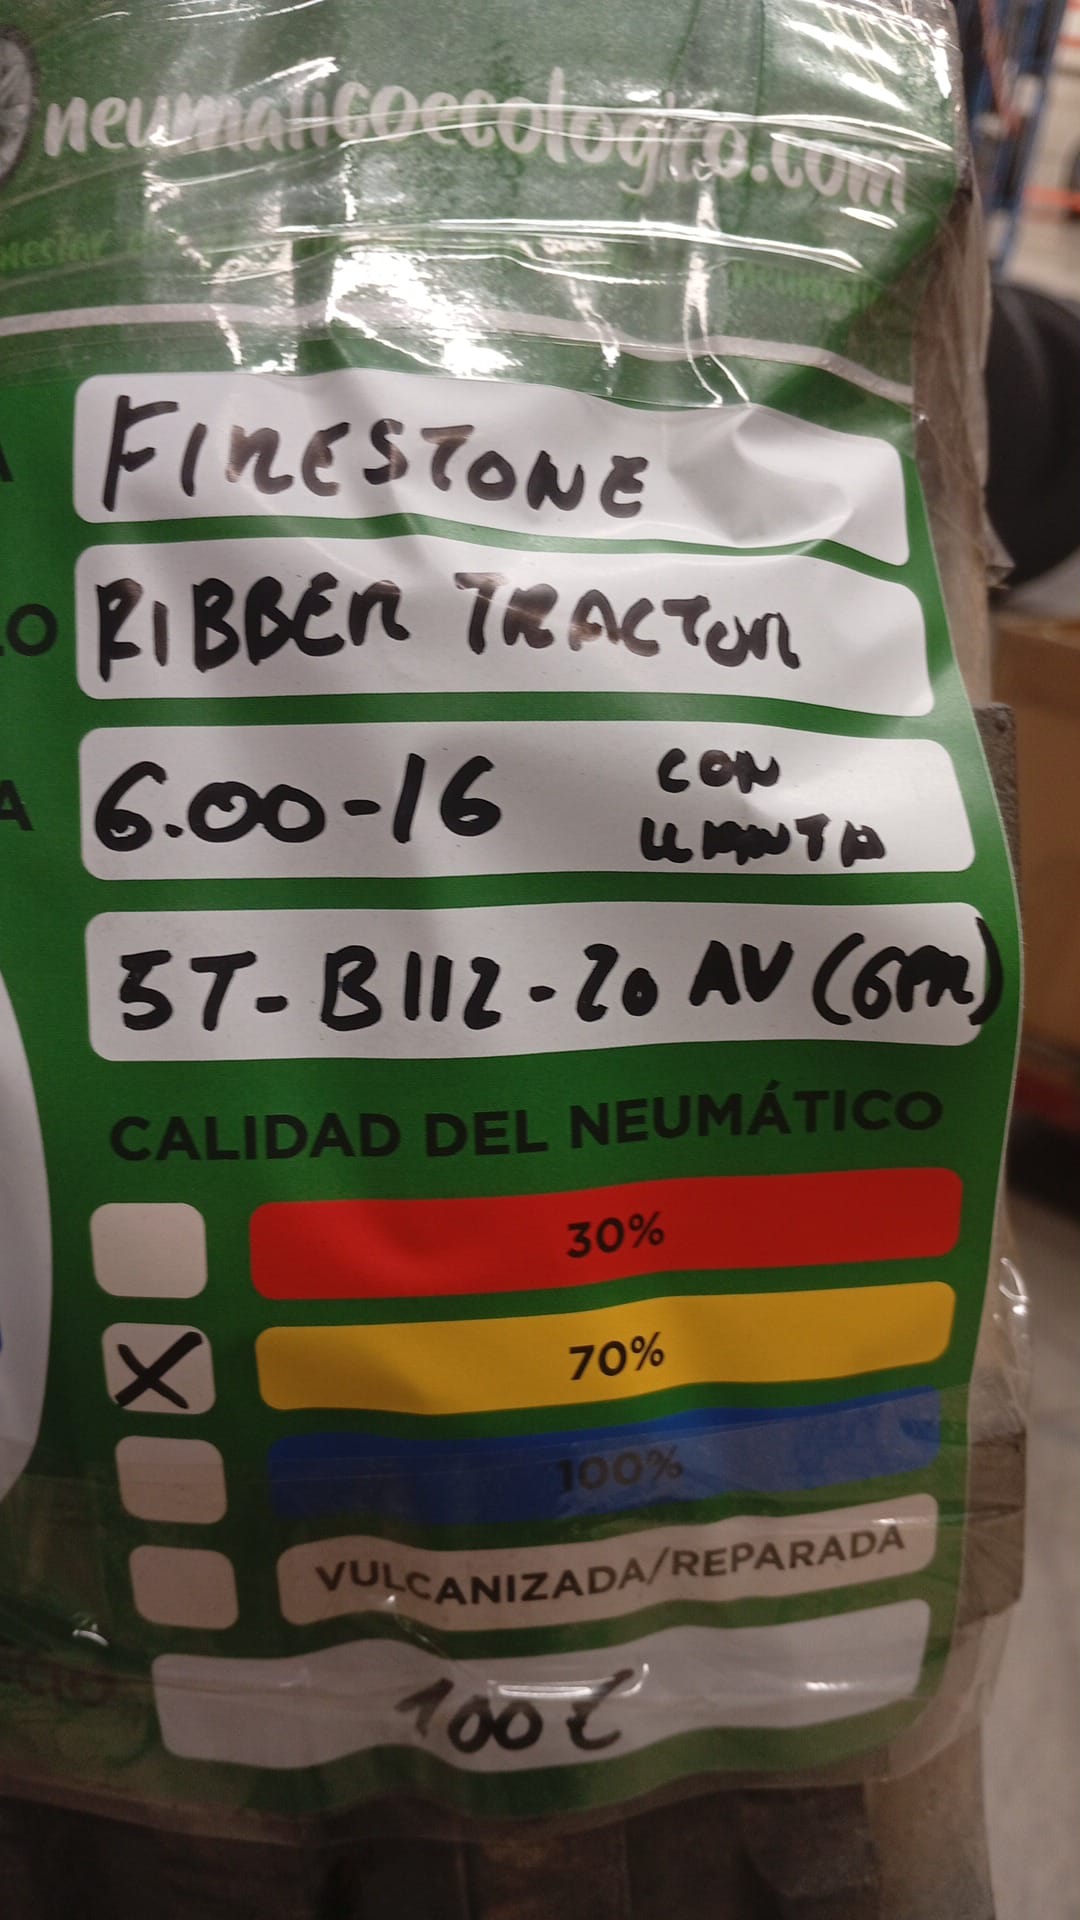 neumaticoecologico.com
FIRESTONE
LO RIBBER TRACTOR
A 6.00-16 CON
LLANTA
5T-B112-20 AV (6PR)
CALIDAD DEL NEUMÁTICO
30%
X 70%
100%
VULCANIZADA/REPARADA
100€